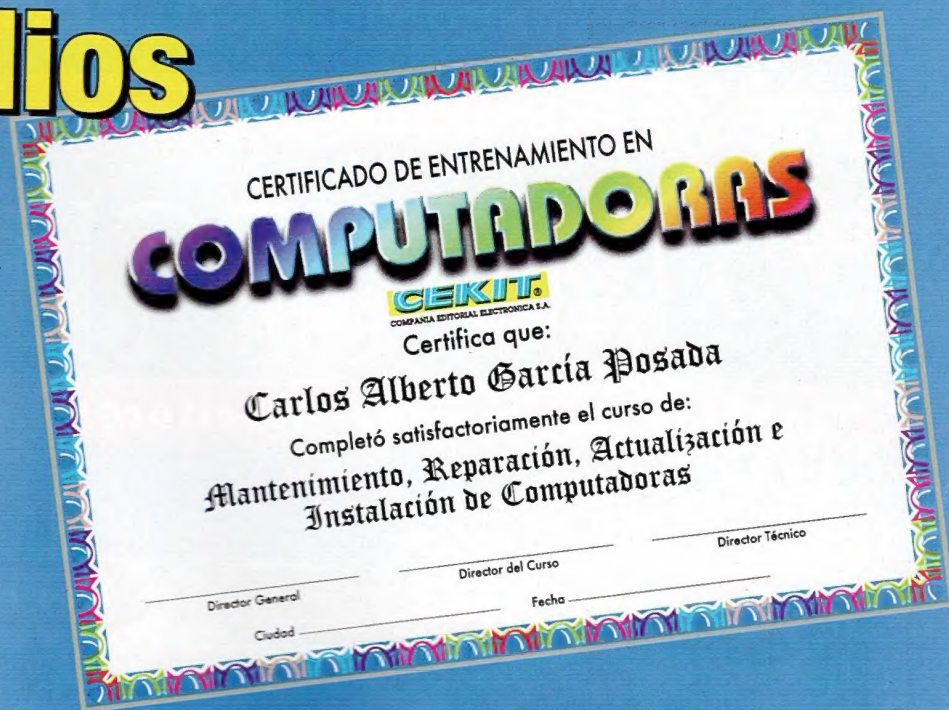 CERTIFICADO DE ENTRENAMIENTO EN
COMPUTADORAS
CEKIT®
COMPAÑIA EDITORIAL ELECTRONICA S.A.
Certifica que:
Carlos Alberto García Posada
Completó satisfactoriamente el curso de:
Mantenimiento, Reparación, Actualización e
Instalación de Computadoras
Director General
Director del Curso
Director Técnico
Ciudad
Fecha